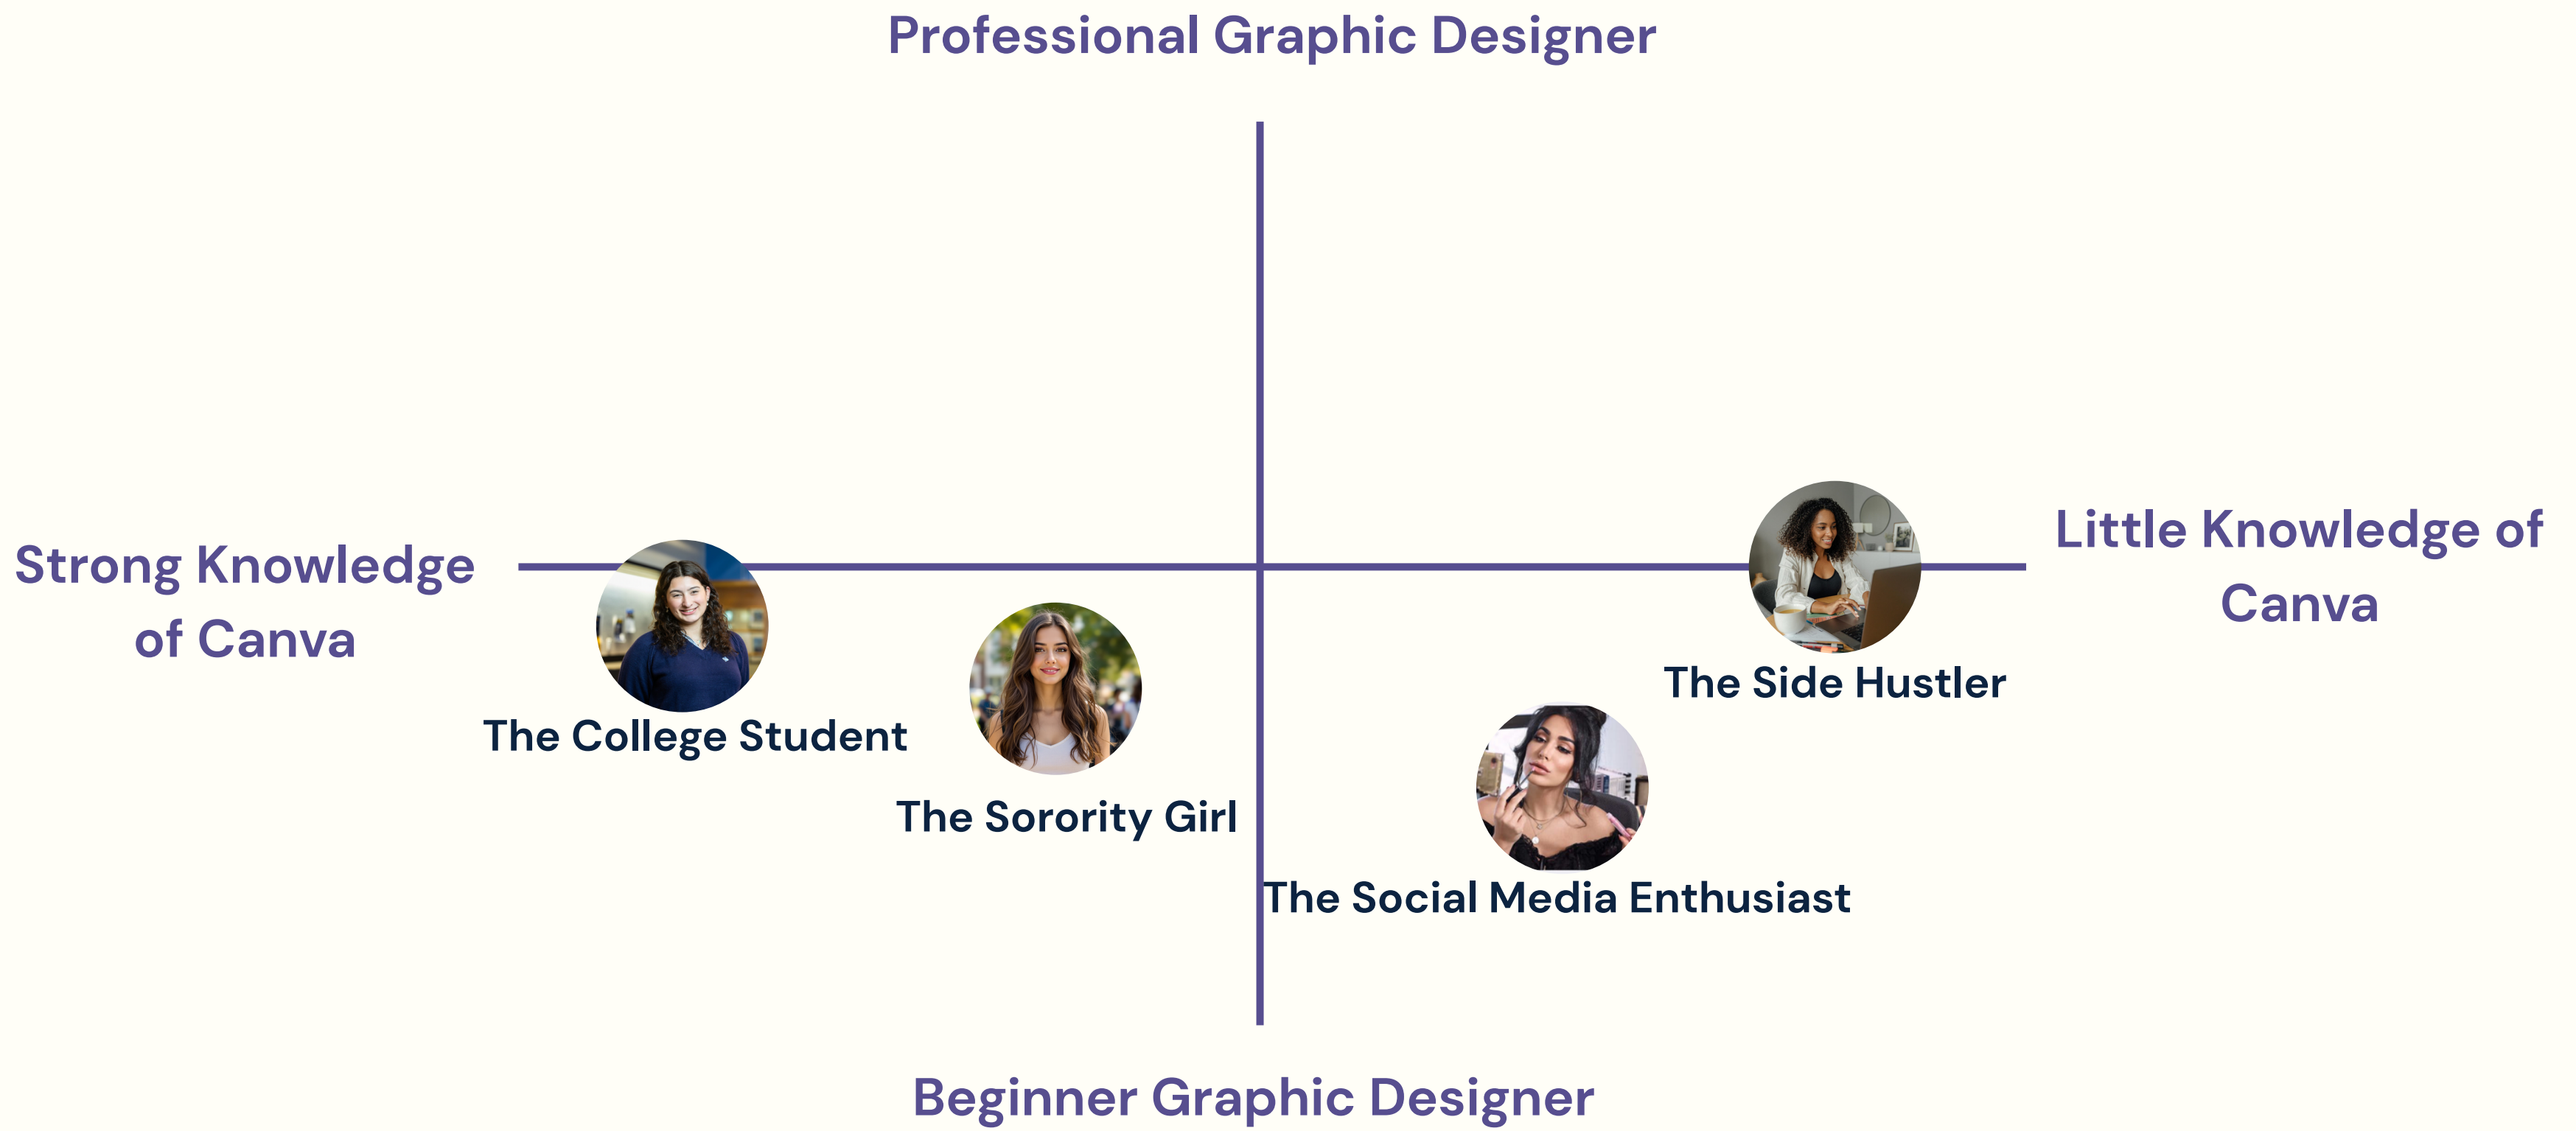 Professional Graphic Designer
Strong Knowledge
of Canva
Little Knowledge of
Canva
The College Student
The Sorority Girl
The Side Hustler
The Social Media Enthusiast
Beginner Graphic Designer